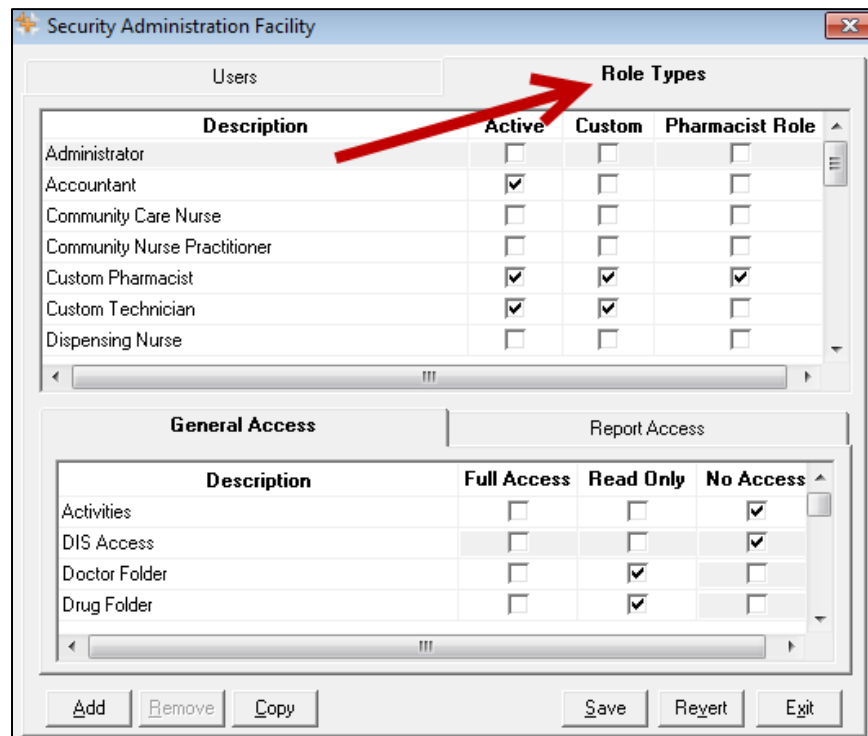 Security Administration Facility
Users Role Types
Description Active Custom Pharmacist Role
Administrator
Accountant
Community Care Nurse
Community Nurse Practitioner
Custom Pharmacist
Custom Technician
Dispensing Nurse
General Access Report Access
Description Full Access Read Only No Access
Activities
DIS Access
Doctor Folder
Drug Folder
Add Remove Copy Save Revert Exit